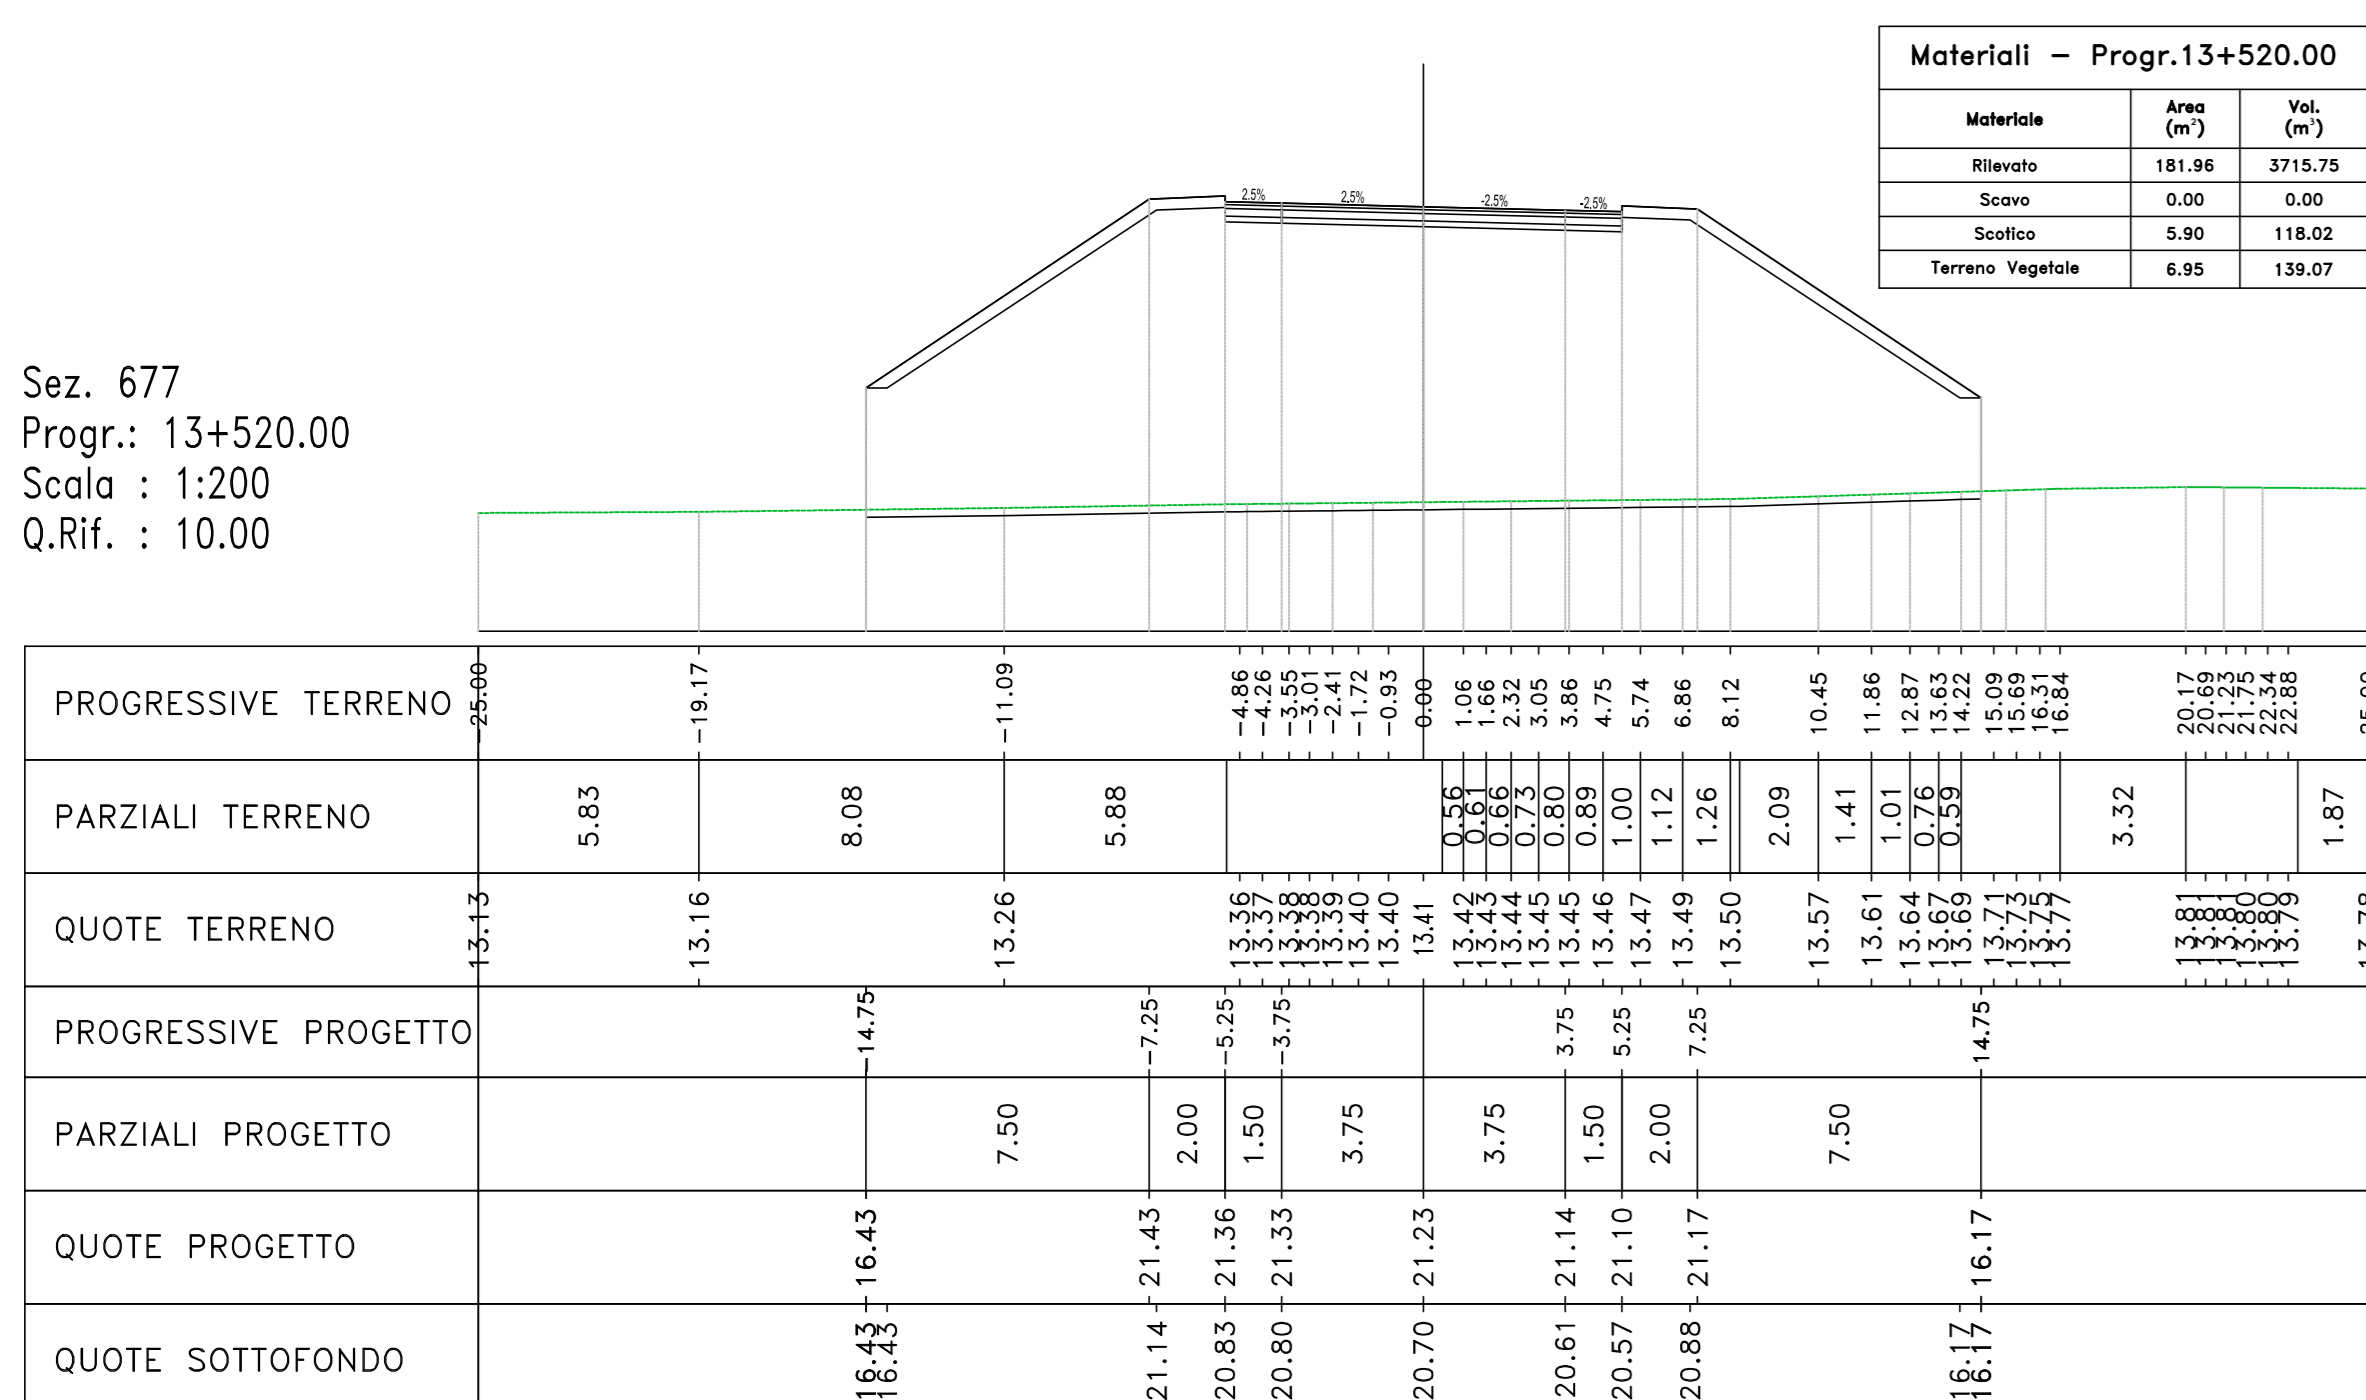 Materiali – Progr.13+520.00
Materiale Area (m²) Vol. (m³)
Rilevato 181.96 3715.75
Scavo 0.00 0.00
Scotico 5.90 118.02
Terreno Vegetale 6.95 139.07
2.5% 2.5% -2.5% -2.5%
Sez. 677
Progr.: 13+520.00
Scala : 1:200
Q.Rif. : 10.00
PROGRESSIVE TERRENO -25.00 -19.17 -11.09 -4.86 -4.26 -3.55 -3.01 -2.41 -1.72 -0.93 0.00 1.06 1.66 2.32 3.05 3.86 4.75 5.74 6.86 8.12 10.45 11.86 12.87 13.63 14.22 15.09 15.69 16.31 16.84 20.17 20.69 21.23 21.75 22.34 22.88
PARZIALI TERRENO 5.83 8.08 5.88 0.56 0.61 0.66 0.73 0.80 0.89 1.00 1.12 1.26 2.09 1.41 1.01 0.76 0.59 3.32 1.87
QUOTE TERRENO 13.13 13.16 13.26 13.36 13.37 13.38 13.38 13.39 13.40 13.40 13.41 13.42 13.43 13.44 13.45 13.45 13.46 13.47 13.49 13.50 13.57 13.61 13.64 13.67 13.69 13.71 13.73 13.75 13.77 13.81 13.81 13.81 13.80 13.80 13.79
PROGRESSIVE PROGETTO -14.75 -7.25 -5.25 -3.75 3.75 5.25 7.25 14.75
PARZIALI PROGETTO 7.50 2.00 1.50 3.75 3.75 1.50 2.00 7.50
QUOTE PROGETTO 16.43 21.43 21.36 21.33 21.23 21.14 21.10 21.17 16.17
QUOTE SOTTOFONDO 16.43 16.43 21.14 20.83 20.80 20.70 20.61 20.57 20.88 16.17 16.17